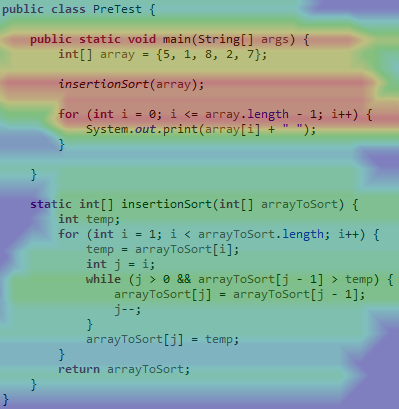 public class PreTest {
public static void main(String[] args) {
int[] array = {5, 1, 8, 2, 7};
insertionSort(array);
for (int i = 0; i <= array.length - 1; i++) {
System.out.print(array[i] + " ");
}
}
static int[] insertionSort(int[] arrayToSort) {
int temp;
for (int i = 1; i < arrayToSort.length; i++) {
temp = arrayToSort[i];
int j = i;
while (j > 0 && arrayToSort[j - 1] > temp) {
arrayToSort[j] = arrayToSort[j - 1];
j--;
}
arrayToSort[j] = temp;
}
return arrayToSort;
}
}